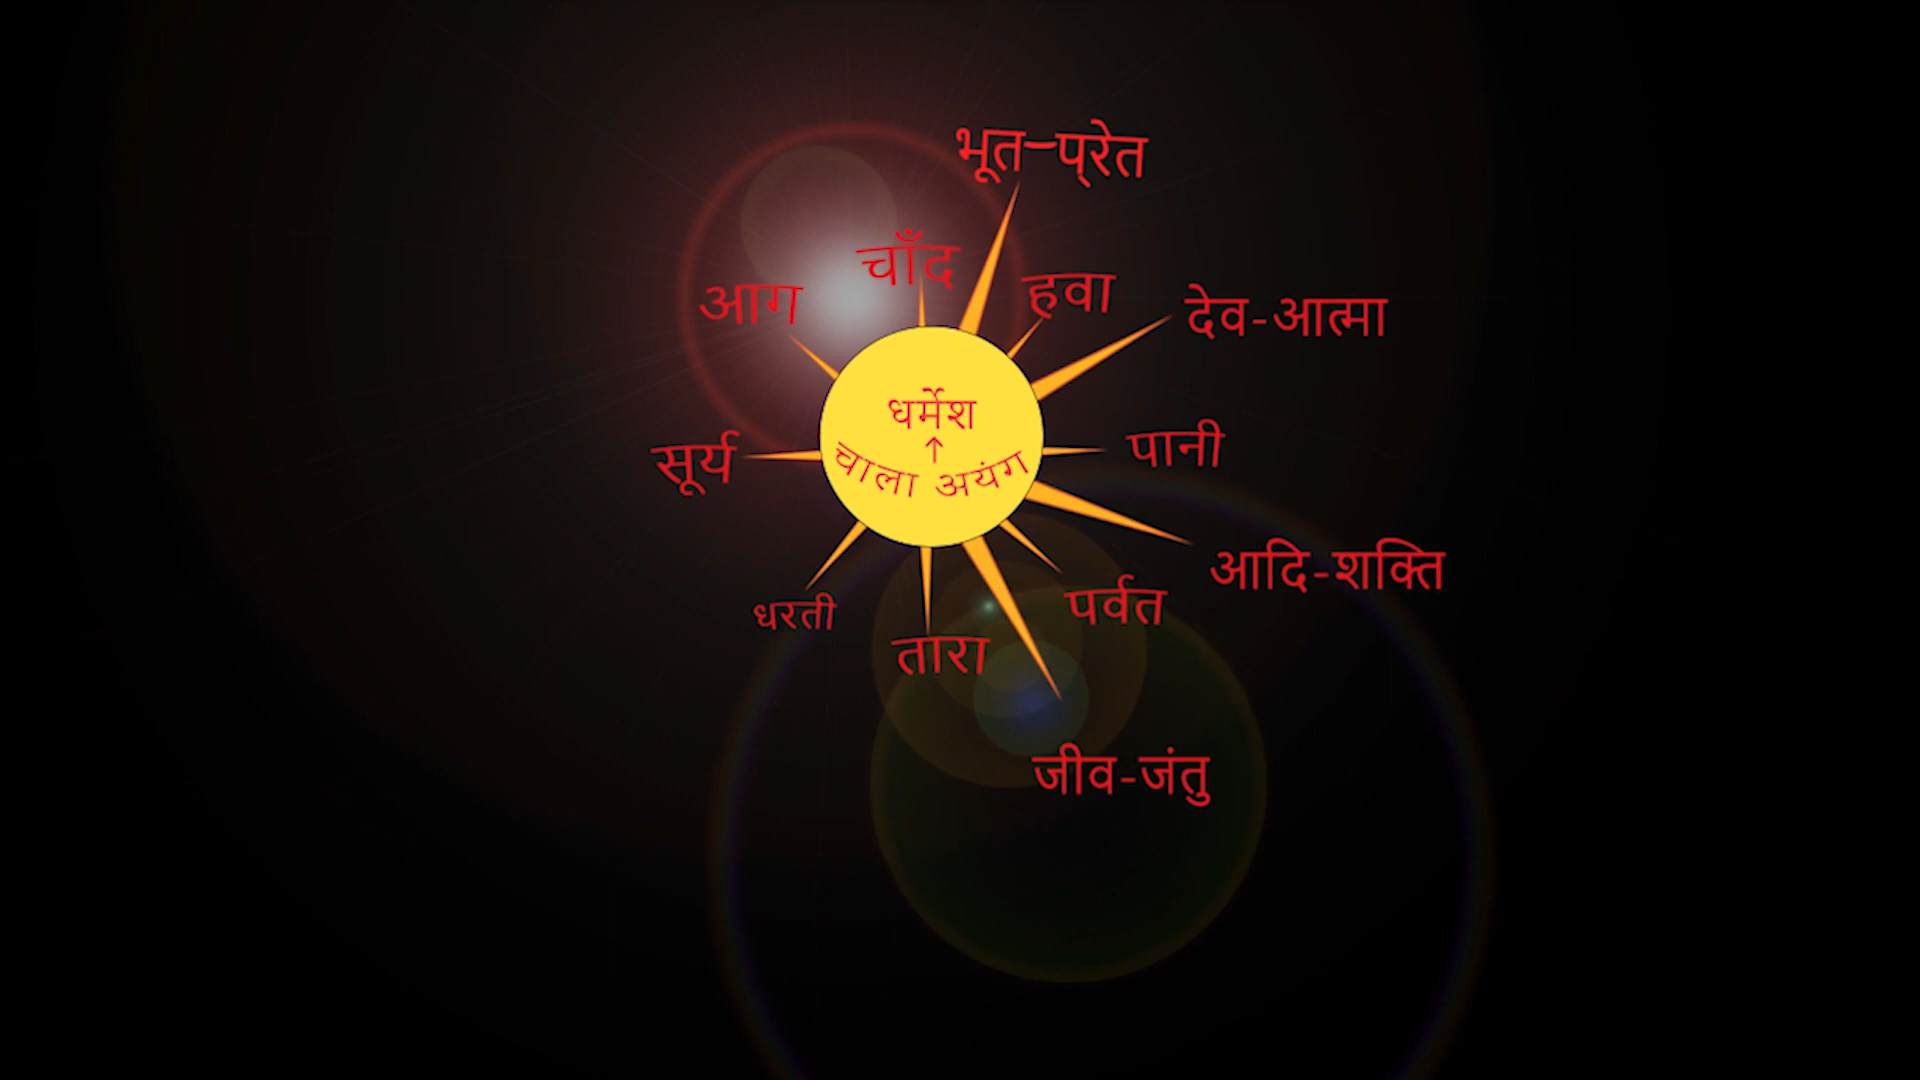 भूत-प्रेत
चाँद
आग
हवा
देव-आत्मा
धर्मेश
↑
चाला अयंग
सूर्य
पानी
आदि-शक्ति
धरती
तारा
पर्वत
जीव-जंतु